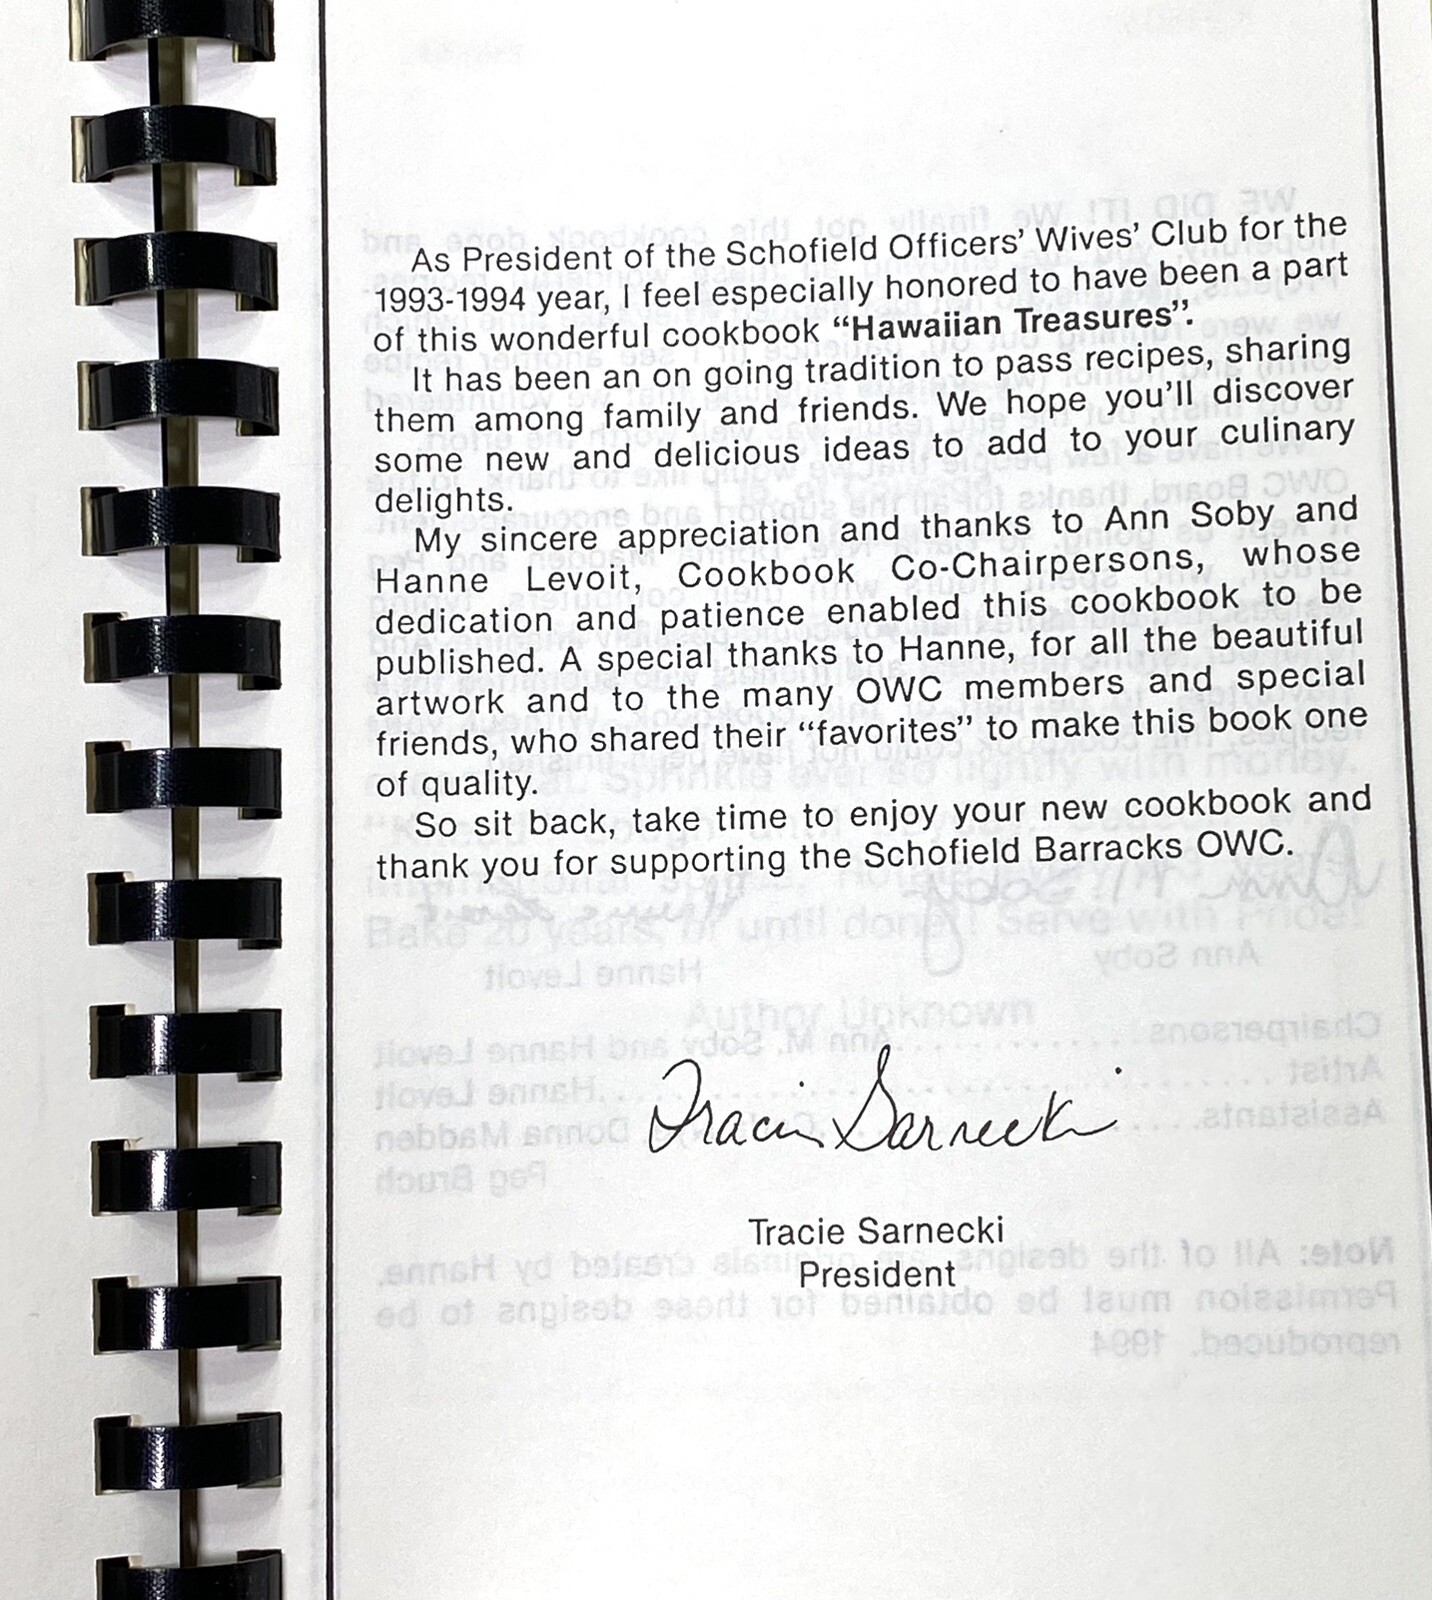 As President of the Schofield Officers' Wives' Club for the
1993-1994 year, I feel especially honored to have been a part
of this wonderful cookbook “Hawaiian Treasures”.
It has been an on going tradition to pass recipes, sharing
them among family and friends. We hope you'll discover
some new and delicious ideas to add to your culinary
delights.
My sincere appreciation and thanks to Ann Soby and
Hanne Levoit, Cookbook Co-Chairpersons, whose
dedication and patience enabled this cookbook to be
published. A special thanks to Hanne, for all the beautiful
artwork and to the many OWC members and special
friends, who shared their “favorites” to make this book one
of quality.
So sit back, take time to enjoy your new cookbook and
thank you for supporting the Schofield Barracks OWC.
Tracie Sarnecki
Tracie Sarnecki
President